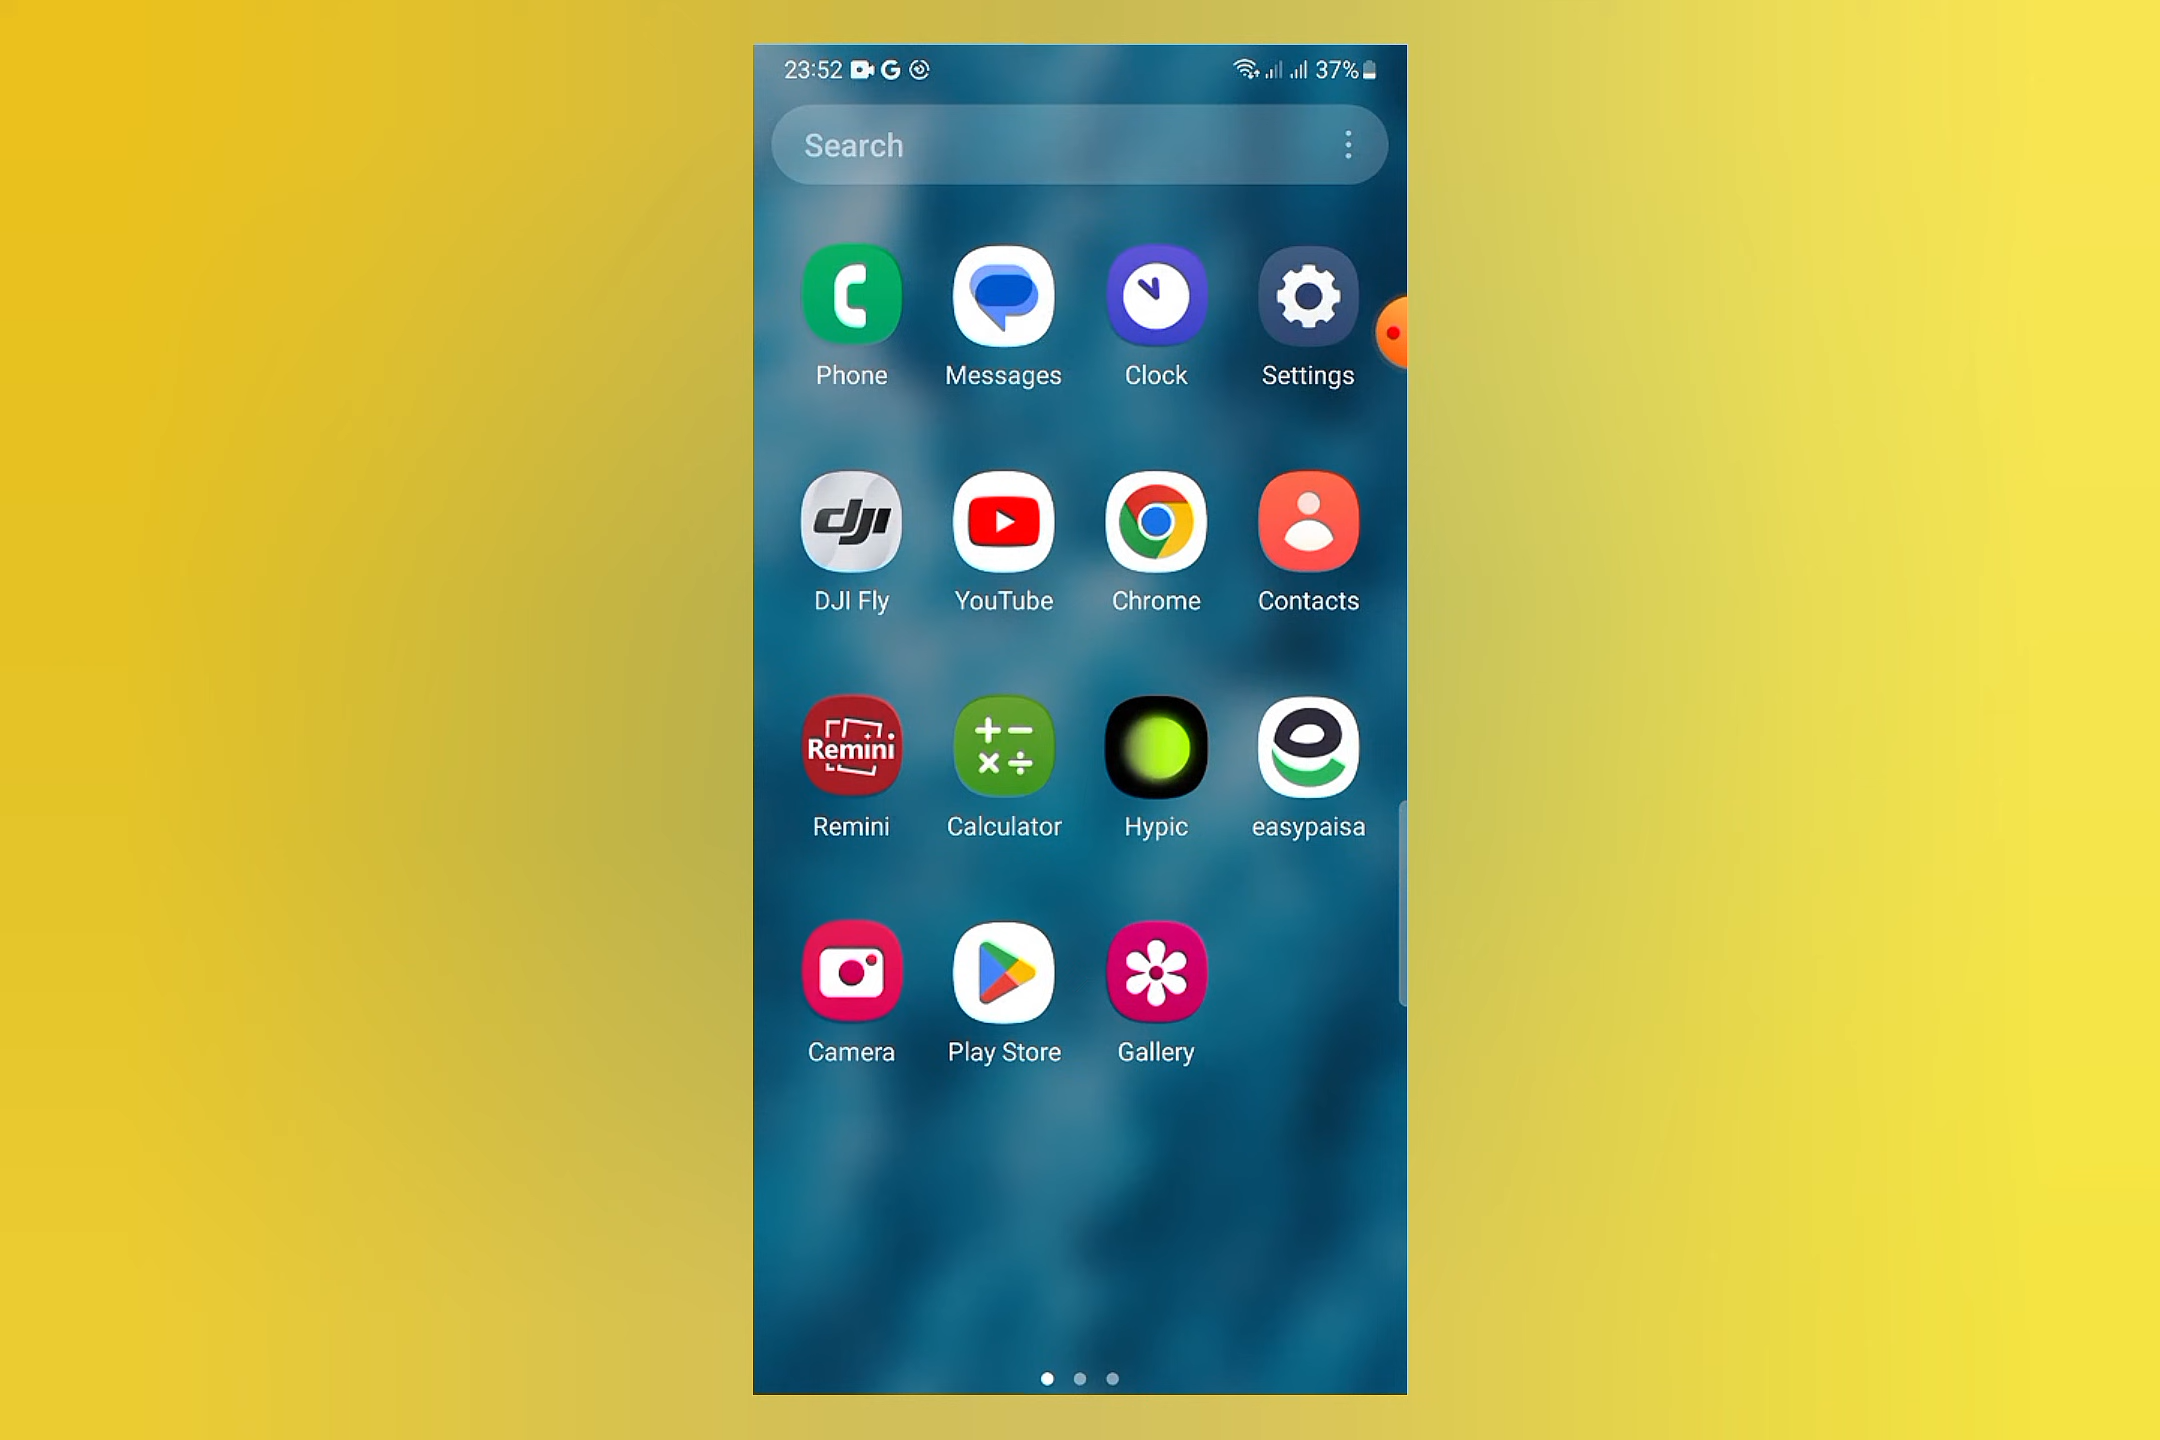 23:52 37%
Search
Phone Messages Clock Settings
dji
DJI Fly YouTube Chrome Contacts
Remini
Remini Calculator Hypic easypaisa
Camera Play Store Gallery